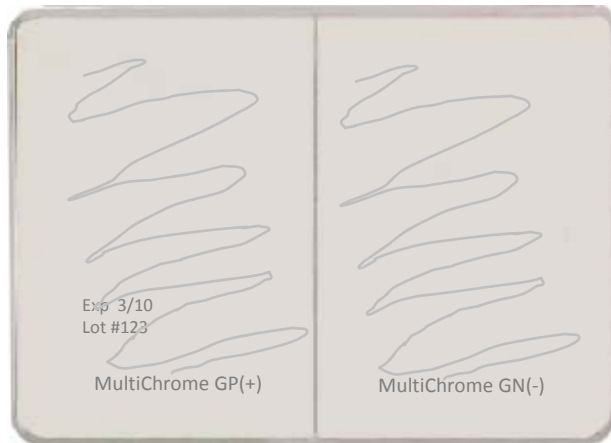 Exp 3/10
Lot #123
MultiChrome GP(+)
MultiChrome GN(-)